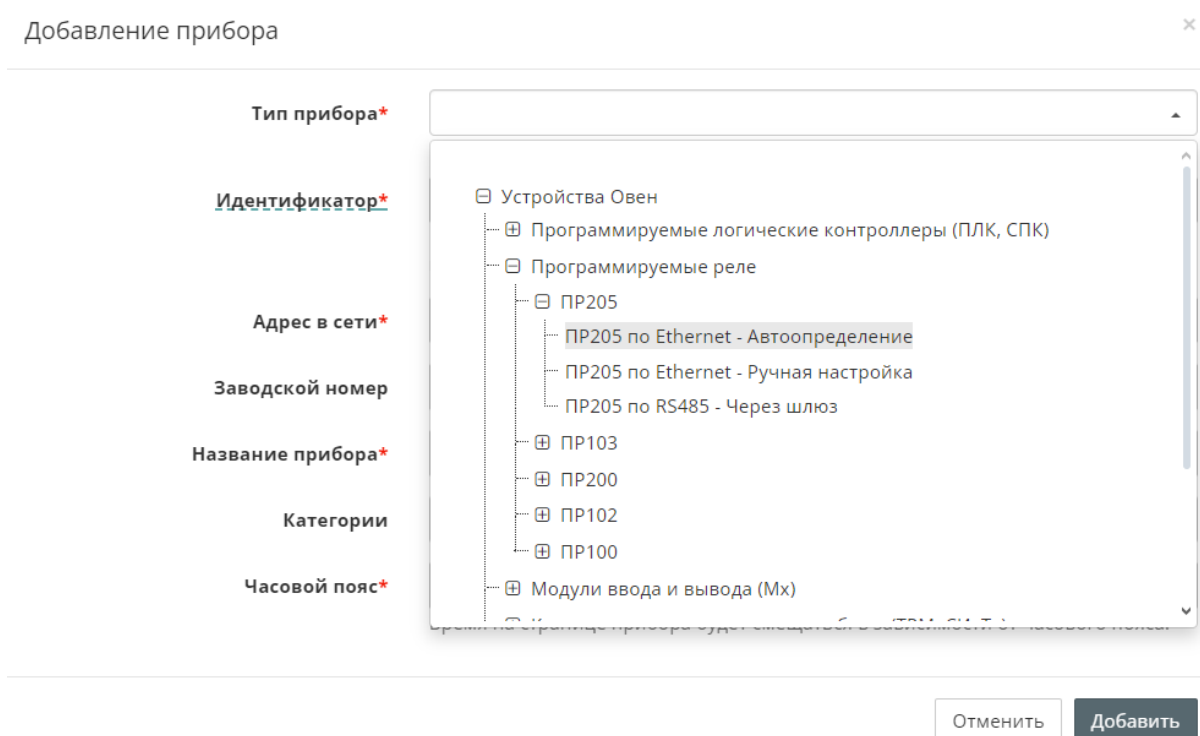 Добавление прибора
×
Тип прибора*
Идентификатор*
Устройства Овен
Программируемые логические контроллеры (ПЛК, СПК)
Программируемые реле
ПР205
ПР205 по Ethernet - Автоопределение
ПР205 по Ethernet - Ручная настройка
ПР205 по RS485 - Через шлюз
Адрес в сети*
Заводской номер
Название прибора*
ПР103
ПР200
Категории
ПР102
ПР100
Часовой пояс*
Модули ввода и вывода (Мх)
Отменить
Добавить